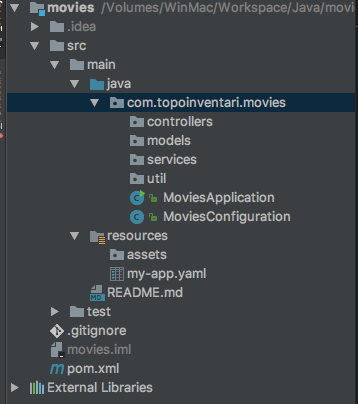 movies /Volumes/WinMac/Workspace/Java/movi
.idea
src
main
java
com.topoinventari.movies
controllers
models
services
util
MoviesApplication
MoviesConfiguration
resources
assets
my-app.yaml
README.md
test
.gitignore
movies.iml
pom.xml
External Libraries